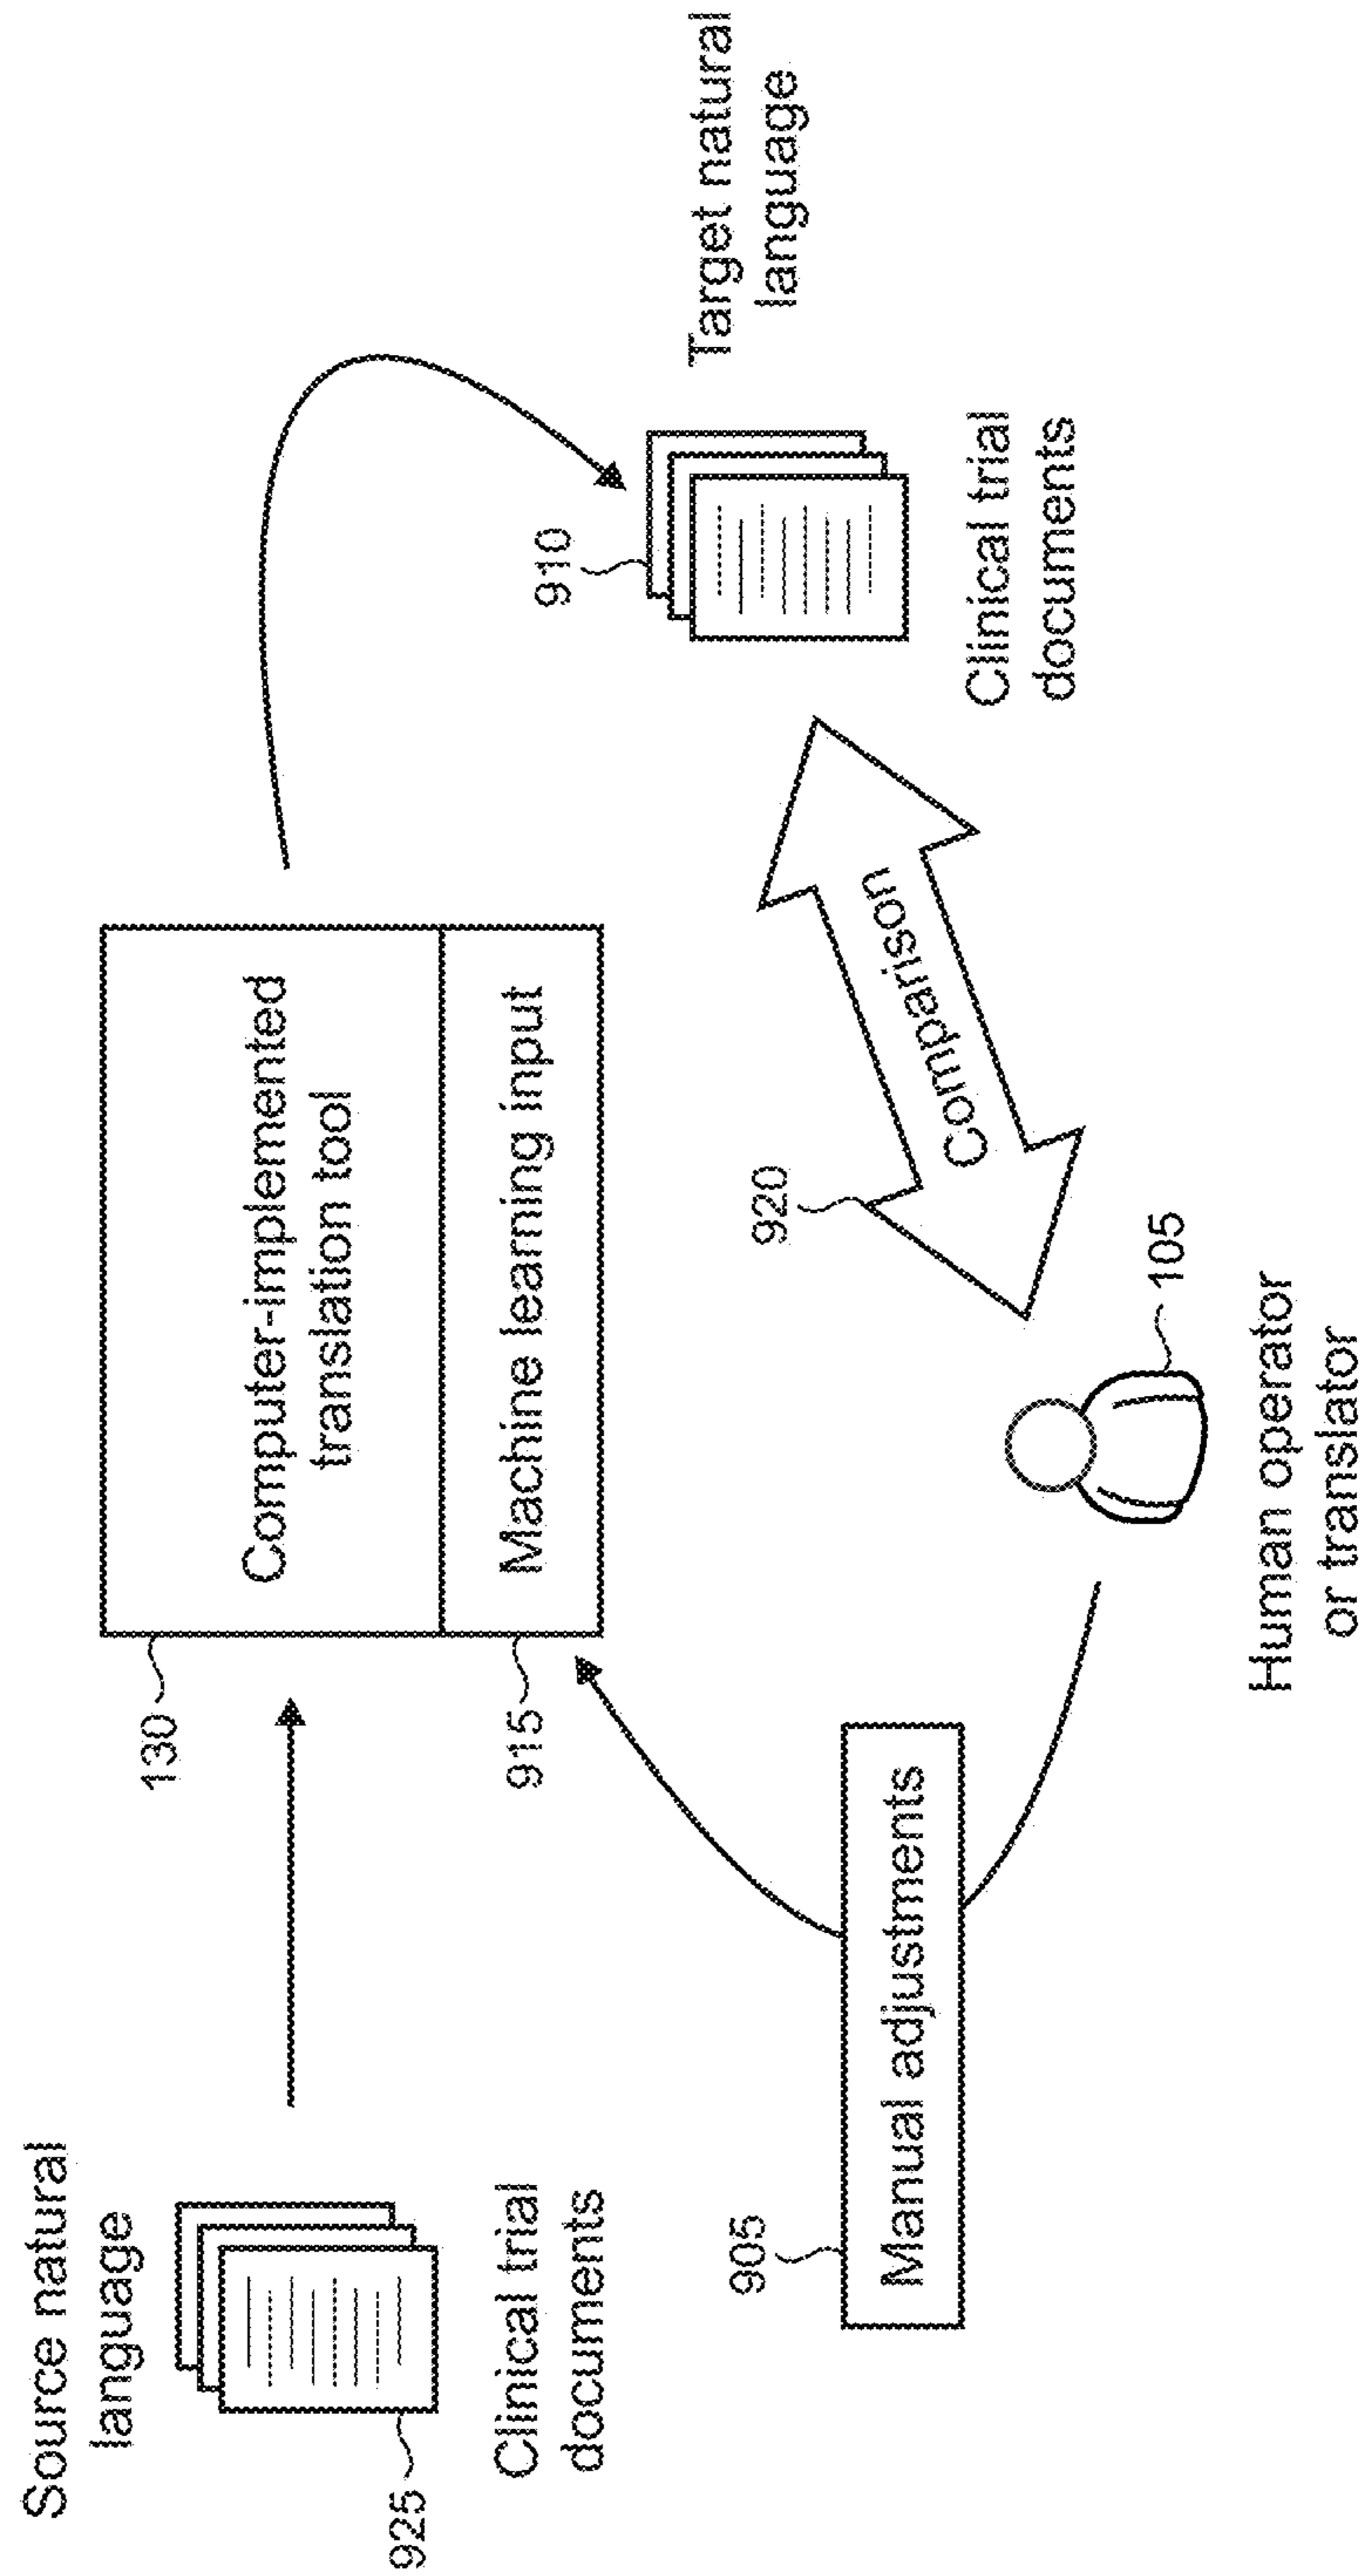 Source natural
language
925
Clinical trial
documents
130
Computer-implemented
translation tool
915
Machine learning input
910
Target natural
language
Clinical trial
documents
920
Comparison
905
Manual adjustments
105
Human operator
or translator